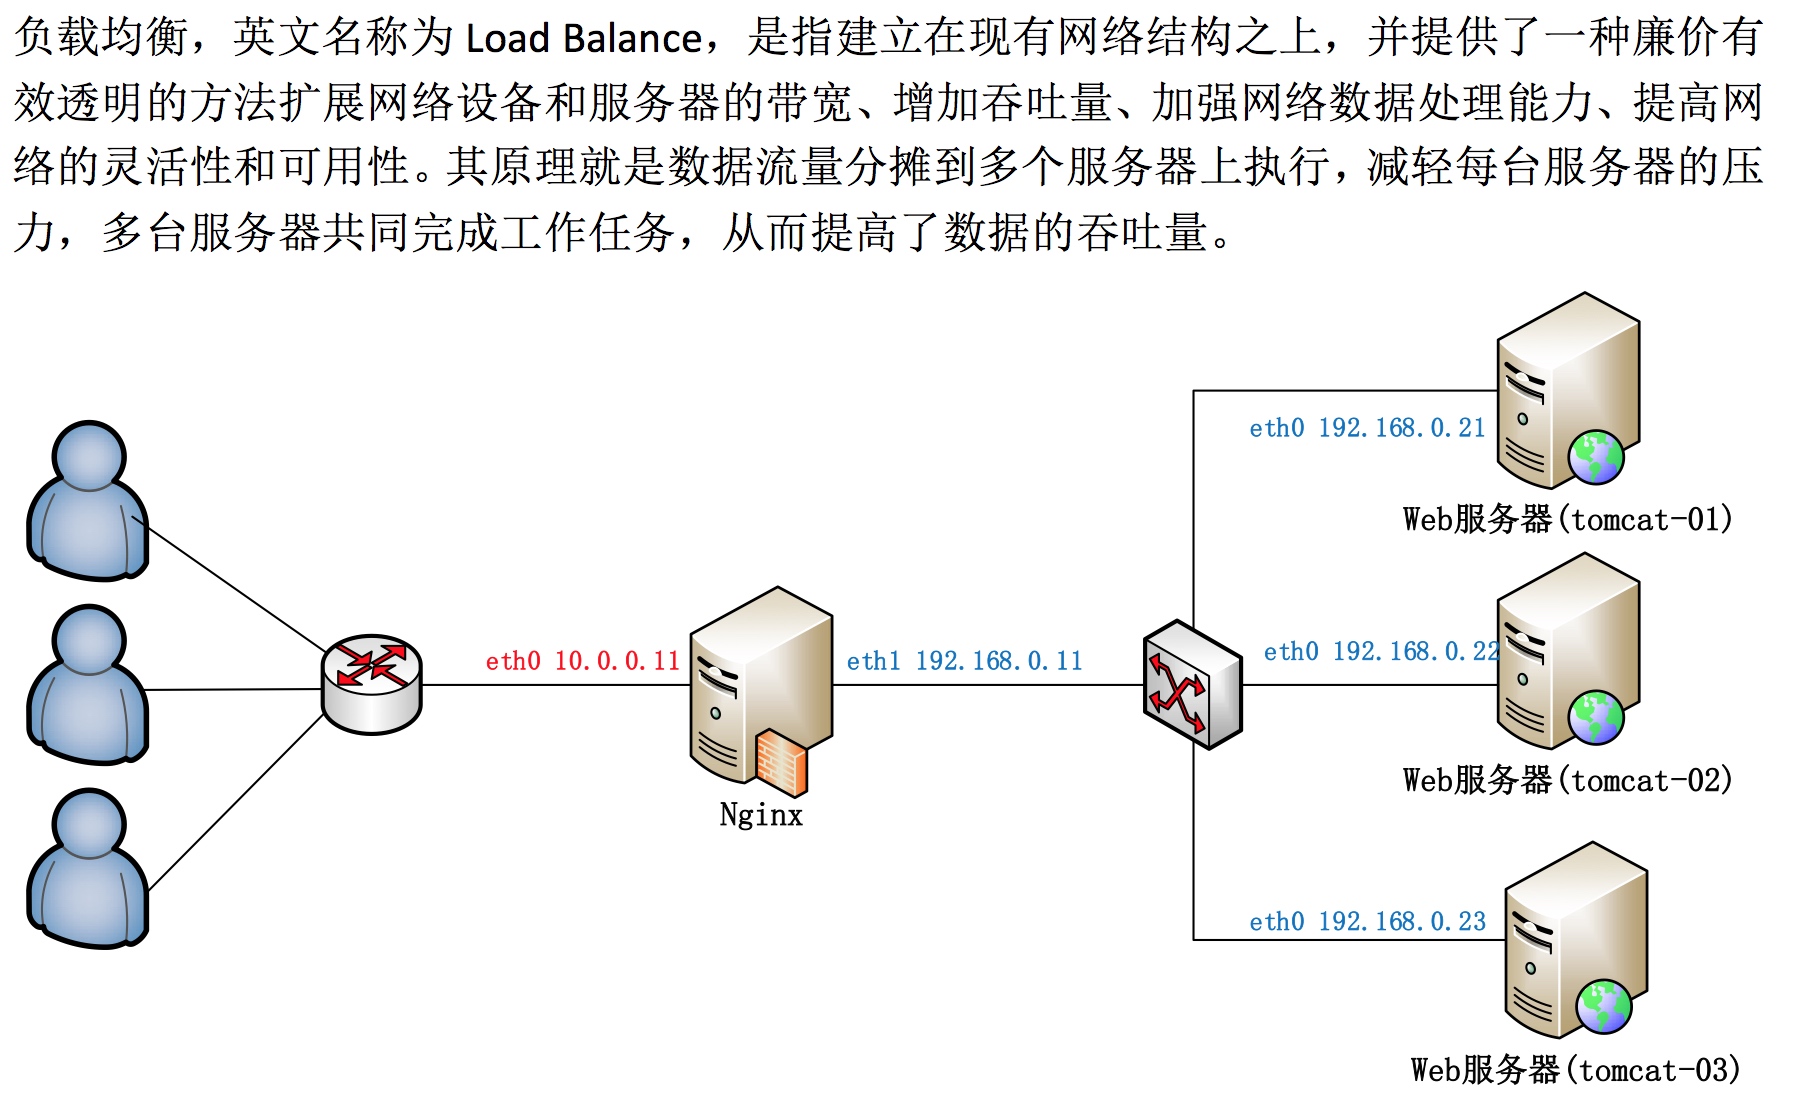 负载均衡，英文名称为 Load Balance，是指建立在现有网络结构之上，并提供了一种廉价有
效透明的方法扩展网络设备和服务器的带宽、增加吞吐量、加强网络数据处理能力、提高网
络的灵活性和可用性。其原理就是数据流量分摊到多个服务器上执行，减轻每台服务器的压
力，多台服务器共同完成工作任务，从而提高了数据的吞吐量。
eth0 192.168.0.21
Web服务器(tomcat-01)
eth0 10.0.0.11
eth1 192.168.0.11
eth0 192.168.0.22
Web服务器(tomcat-02)
Nginx
eth0 192.168.0.23
Web服务器(tomcat-03)